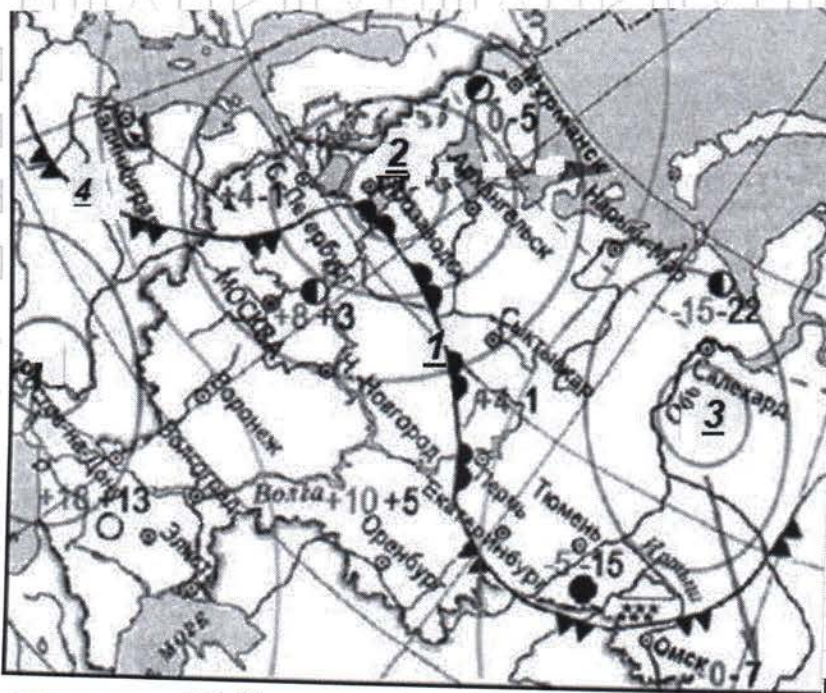 Мурманск
0-5
2
Архангельск
4
Калининград
+4-1
С.-Петербург
Петрозаводск
Нарьян-Мар
-15-22
МОСКВА
+8+3
1
Сыктывкар
Салехард
Обь
3
Воронеж
Н.-Новгород
Ростов-на-Дону
Волгоград
Волга
+10+5
Пермь
Екатеринбург
Тюмень
-5-15
Иртыш
+18+13
Элиста
Оренбург
***
МОРЕ
Омск
0-7